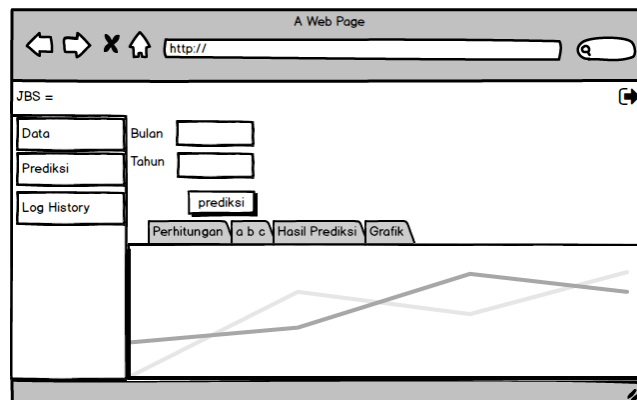 A Web Page
http://
JBS =
Data
Bulan
Prediksi
Tahun
Log History
prediksi
Perhitungan
a b c
Hasil Prediksi
Grafik